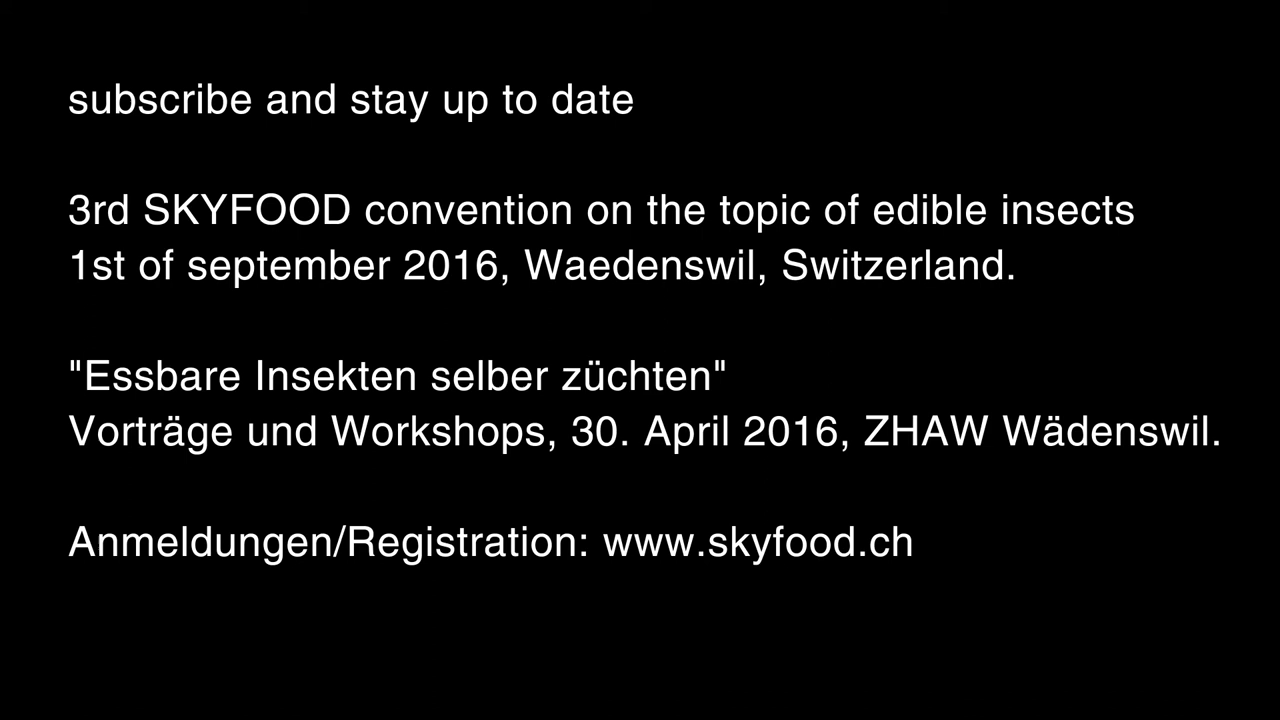 subscribe and stay up to date
3rd SKYFOOD convention on the topic of edible insects
1st of september 2016, Waedenswil, Switzerland.
"Essbare Insekten selber züchten"
Vorträge und Workshops, 30. April 2016, ZHAW Wädenswil.
Anmeldungen/Registration: www.skyfood.ch